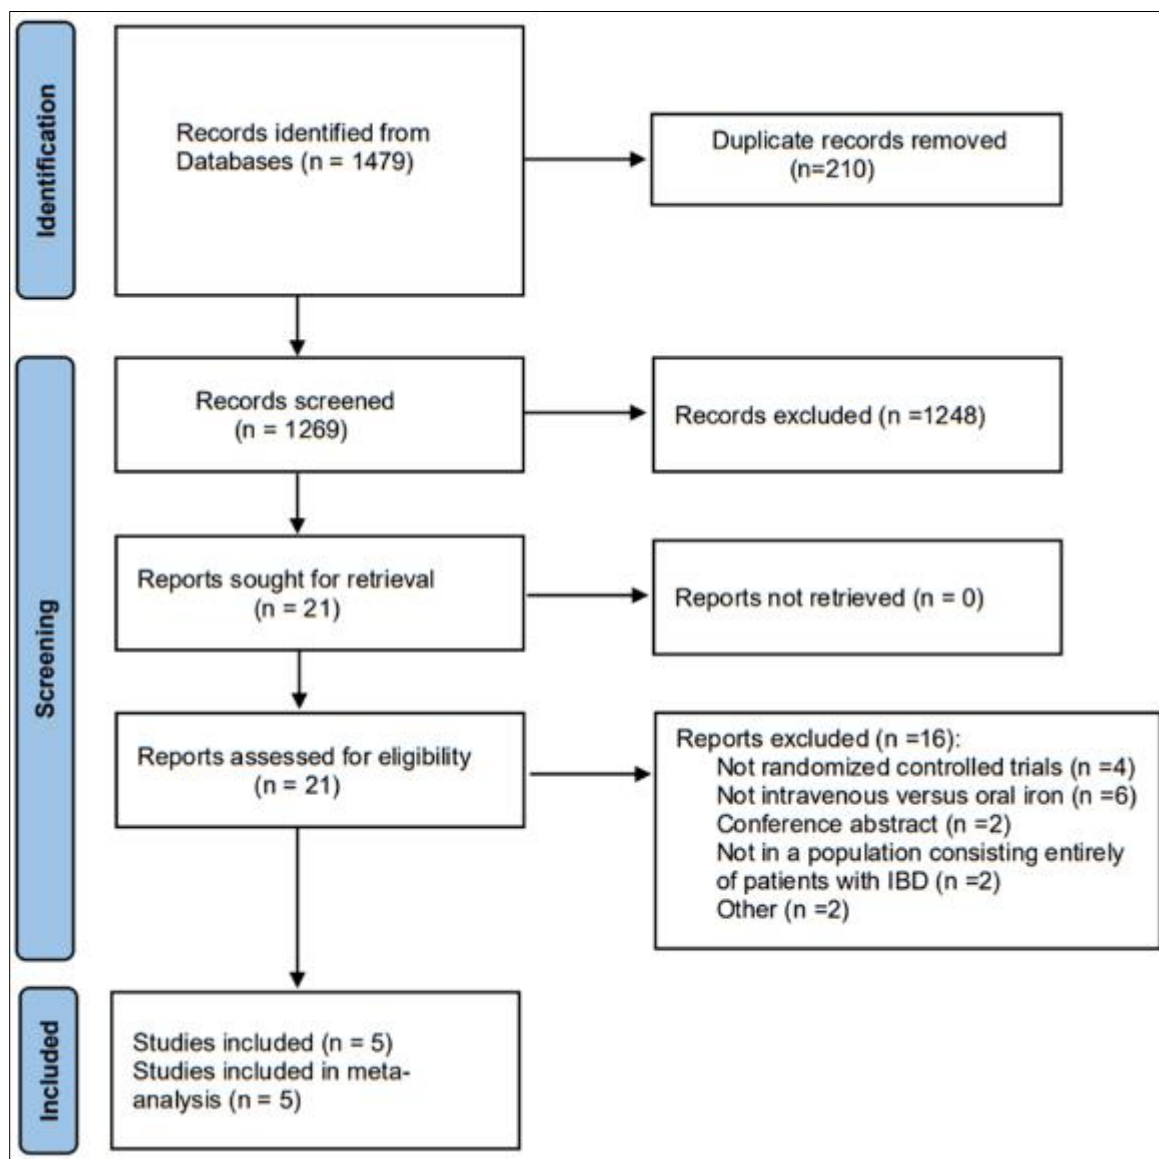 Identification
Records identified from
Databases (n = 1479)
Duplicate records removed
(n=210)
Screening
Records screened
(n = 1269)
Records excluded (n =1248)
Reports sought for retrieval
(n = 21)
Reports not retrieved (n = 0)
Reports assessed for eligibility
(n = 21)
Reports excluded (n =16):
Not randomized controlled trials (n =4)
Not intravenous versus oral iron (n =6)
Conference abstract (n =2)
Not in a population consisting entirely
of patients with IBD (n =2)
Other (n =2)
Included
Studies included (n = 5)
Studies included in meta-
analysis (n = 5)